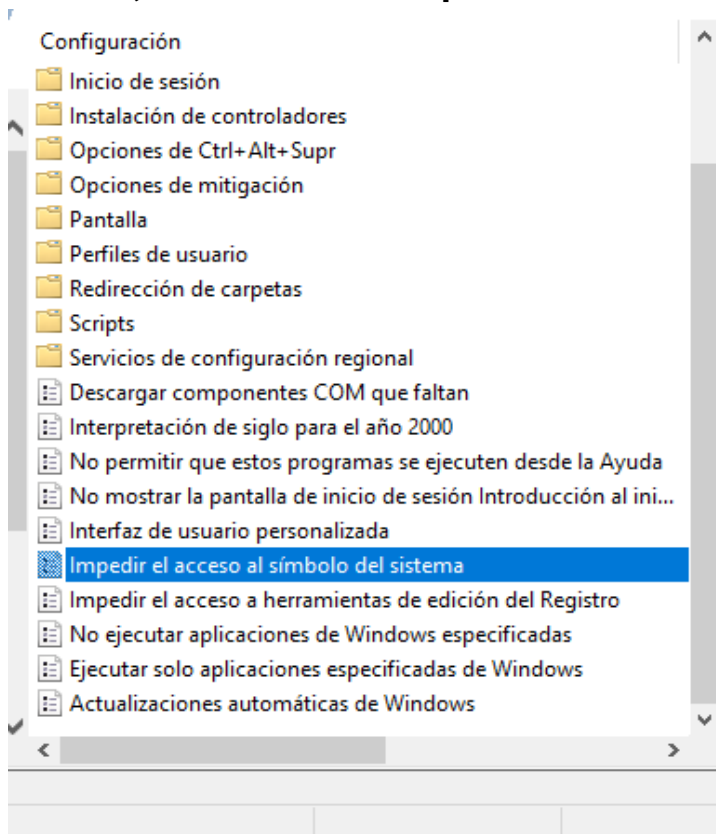 Configuración
Inicio de sesión
Instalación de controladores
Opciones de Ctrl+Alt+Supr
Opciones de mitigación
Pantalla
Perfiles de usuario
Redirección de carpetas
Scripts
Servicios de configuración regional
Descargar componentes COM que faltan
Interpretación de siglo para el año 2000
No permitir que estos programas se ejecuten desde la Ayuda
No mostrar la pantalla de inicio de sesión Introducción al ini...
Interfaz de usuario personalizada
Impedir el acceso al símbolo del sistema
Impedir el acceso a herramientas de edición del Registro
No ejecutar aplicaciones de Windows especificadas
Ejecutar solo aplicaciones especificadas de Windows
Actualizaciones automáticas de Windows